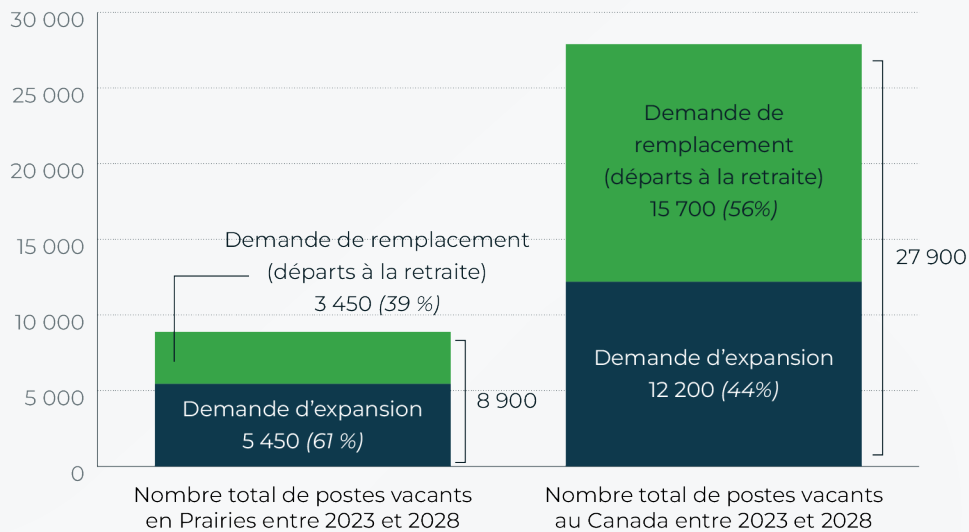 30 000
25 000
20 000
15 000
10 000
5 000
0
Demande de remplacement
(départs à la retraite)
3 450 (39 %)
Demande d'expansion
5 450 (61 %)
8 900
Demande de
remplacement
(départs à la retraite)
15 700 (56%)
Demande d'expansion
12 200 (44%)
27 900
Nombre total de postes vacants
en Prairies entre 2023 et 2028
Nombre total de postes vacants
au Canada entre 2023 et 2028